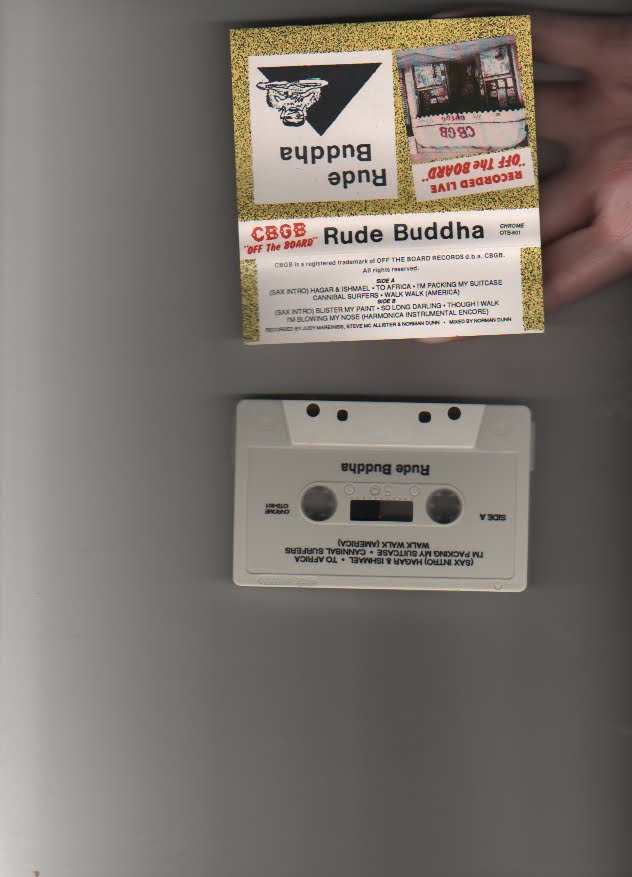 Rude
Buddha
RECORDED LIVE
"OFF The BOARD"
CBGB
CBGB
"OFF The BOARD"
Rude Buddha
CHROME
OTB-601
CBGB is a registered trademark of OFF THE BOARD RECORDS d.b.a. CBGB.
All rights reserved.
SIDE A
(SAX INTRO) HAGAR & ISHMAEL • TO AFRICA • I'M PACKING MY SUITCASE
CANNIBAL SURFERS • WALK WALK (AMERICA)
SIDE B
(SAX INTRO) BLISTER MY PAINT • SO LONG DARLING • THOUGH I WALK
I'M BLOWING MY NOSE (HARMONICA INSTRUMENTAL ENCORE)
RECORDED BY JUDY MAREINISS, STEVE MC ALLISTER & NORMAN DUNN • MIXED BY NORMAN DUNN
(SAX INTRO) HAGAR & ISHMAEL • TO AFRICA
I'M PACKING MY SUITCASE • CANNIBAL SURFERS
WALK WALK (AMERICA)
SIDE A
CHROME
OTB-601
50
Rude Buddha